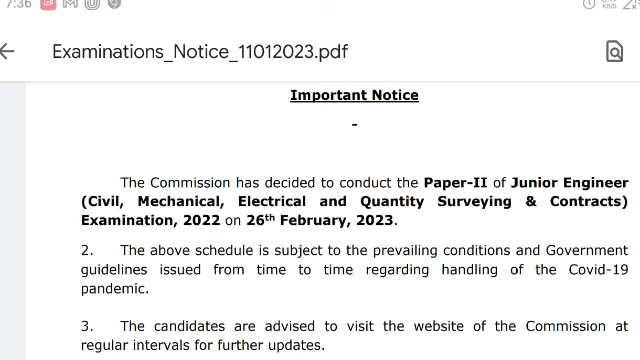 7:36
Examinations_Notice_11012023.pdf
Important Notice
-
The Commission has decided to conduct the Paper-II of Junior Engineer
(Civil, Mechanical, Electrical and Quantity Surveying & Contracts)
Examination, 2022 on 26th February, 2023.
2. The above schedule is subject to the prevailing conditions and Government
guidelines issued from time to time regarding handling of the Covid-19
pandemic.
3. The candidates are advised to visit the website of the Commission at
regular intervals for further updates.